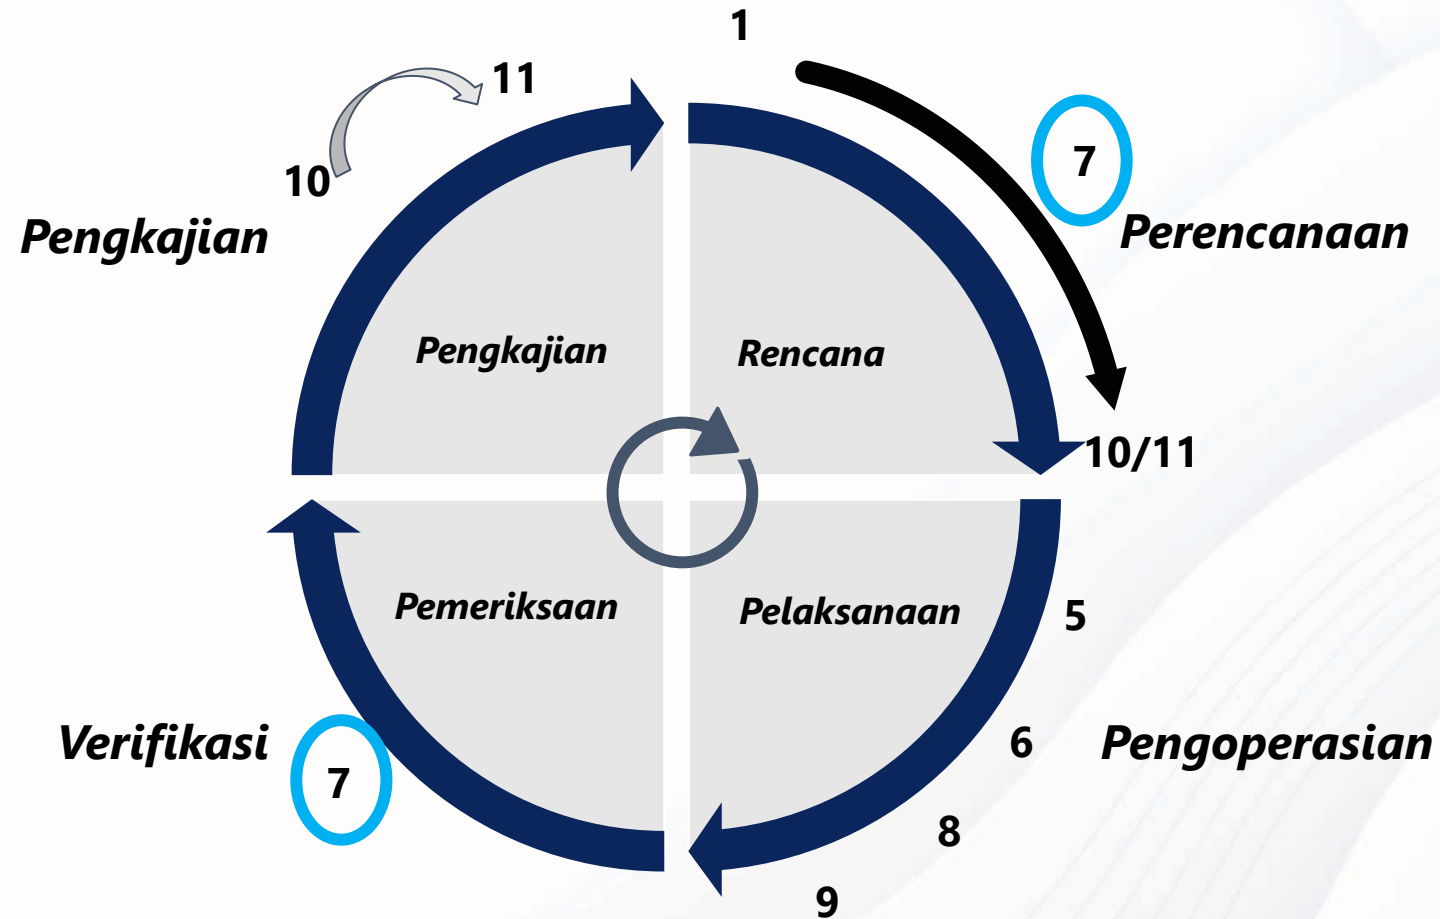 1
11
10
7
Pengkajian
Perencanaan
Pengkajian
Rencana
10/11
Pemeriksaan
Pelaksanaan
5
Verifikasi
7
6
Pengoperasian
8
9